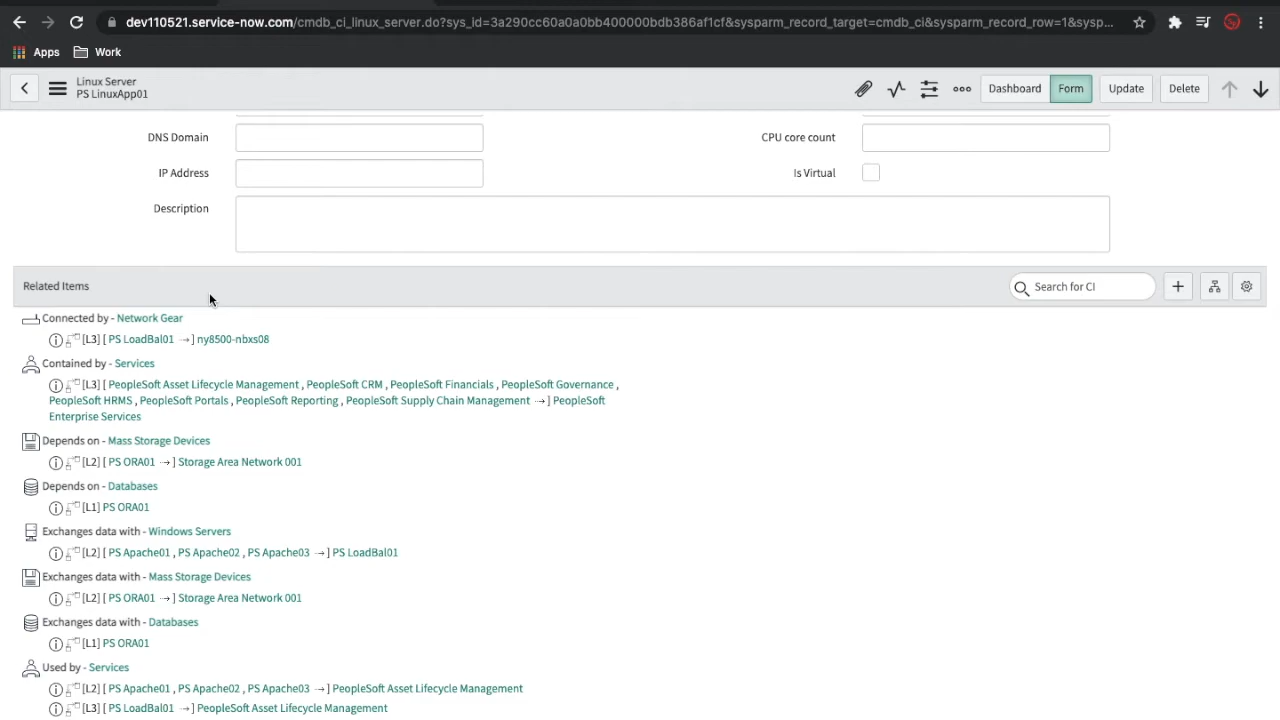 dev110521.service-now.com/cmdb_ci_linux_server.do?sys_id=3a290cc60a0a0bb400000bdb386af1cf&sysparm_record_target=cmdb_ci&sysparm_record_row=1&sysp...
Apps Work
Linux Server
PS LinuxApp01
Dashboard Form Update Delete
DNS Domain CPU core count
IP Address Is Virtual
Description
Related Items Search for CI
Connected by - Network Gear
[L3] [ PS LoadBal01 → ] ny8500-nbxs08
Contained by - Services
[L3] [ PeopleSoft Asset Lifecycle Management , PeopleSoft CRM , PeopleSoft Financials , PeopleSoft Governance ,
PeopleSoft HRMS , PeopleSoft Portals , PeopleSoft Reporting , PeopleSoft Supply Chain Management → ] PeopleSoft
Enterprise Services
Depends on - Mass Storage Devices
[L2] [ PS ORA01 → ] Storage Area Network 001
Depends on - Databases
[L1] PS ORA01
Exchanges data with - Windows Servers
[L2] [ PS Apache01 , PS Apache02 , PS Apache03 → ] PS LoadBal01
Exchanges data with - Mass Storage Devices
[L2] [ PS ORA01 → ] Storage Area Network 001
Exchanges data with - Databases
[L1] PS ORA01
Used by - Services
[L2] [ PS Apache01 , PS Apache02 , PS Apache03 → ] PeopleSoft Asset Lifecycle Management
[L3] [ PS LoadBal01 → ] PeopleSoft Asset Lifecycle Management